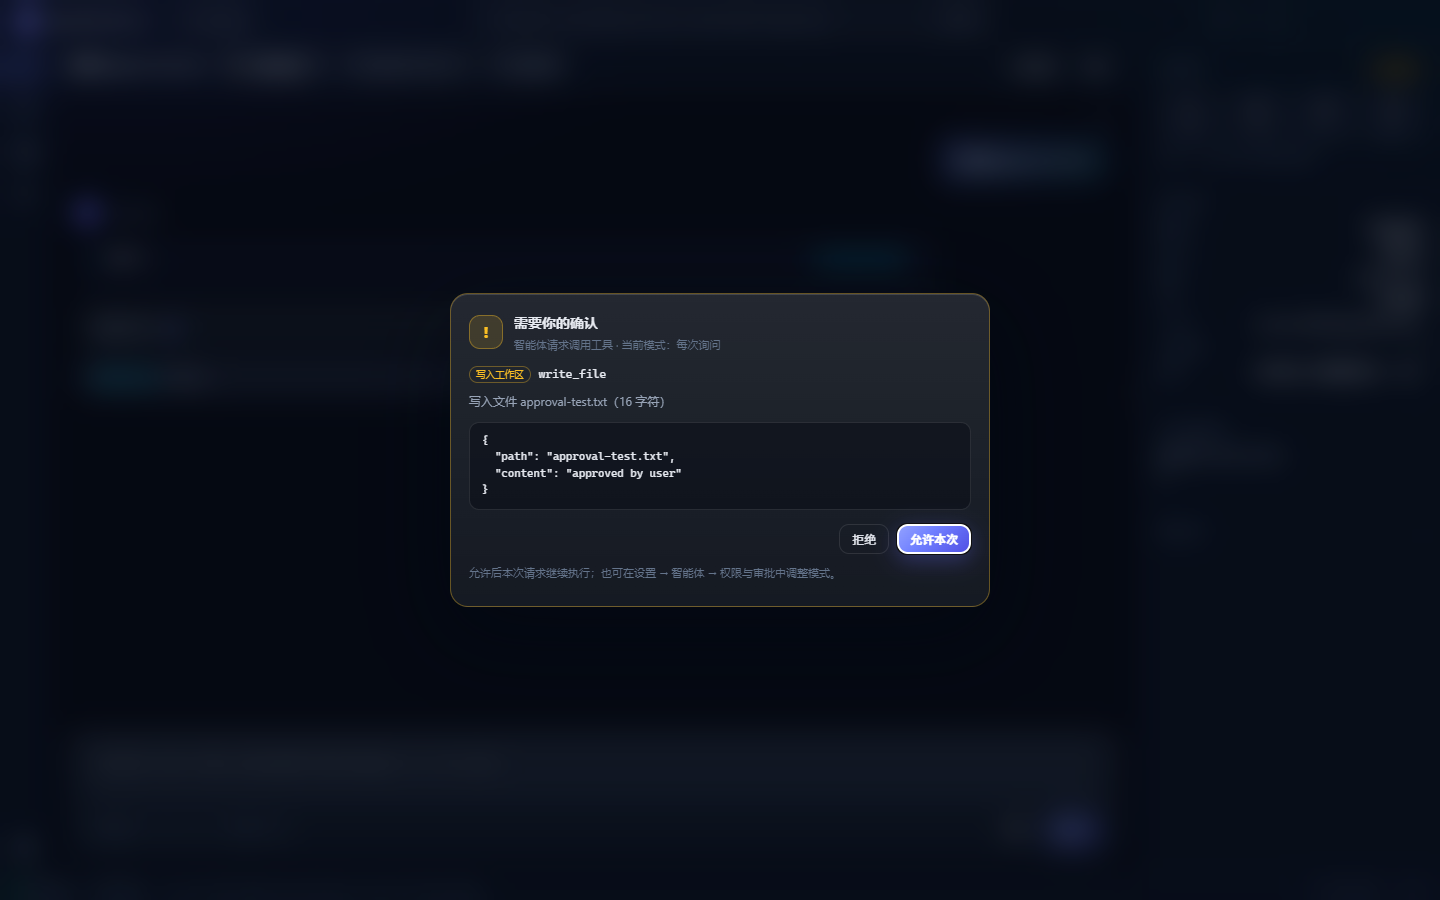 !
需要你的确认
智能体请求调用工具 · 当前模式：每次询问
写入工作区 write_file
写入文件 approval-test.txt（16 字符）
{
  "path": "approval-test.txt",
  "content": "approved by user"
}
拒绝 允许本次
允许后本次请求继续执行；也可在设置 → 智能体 → 权限与审批中调整模式。